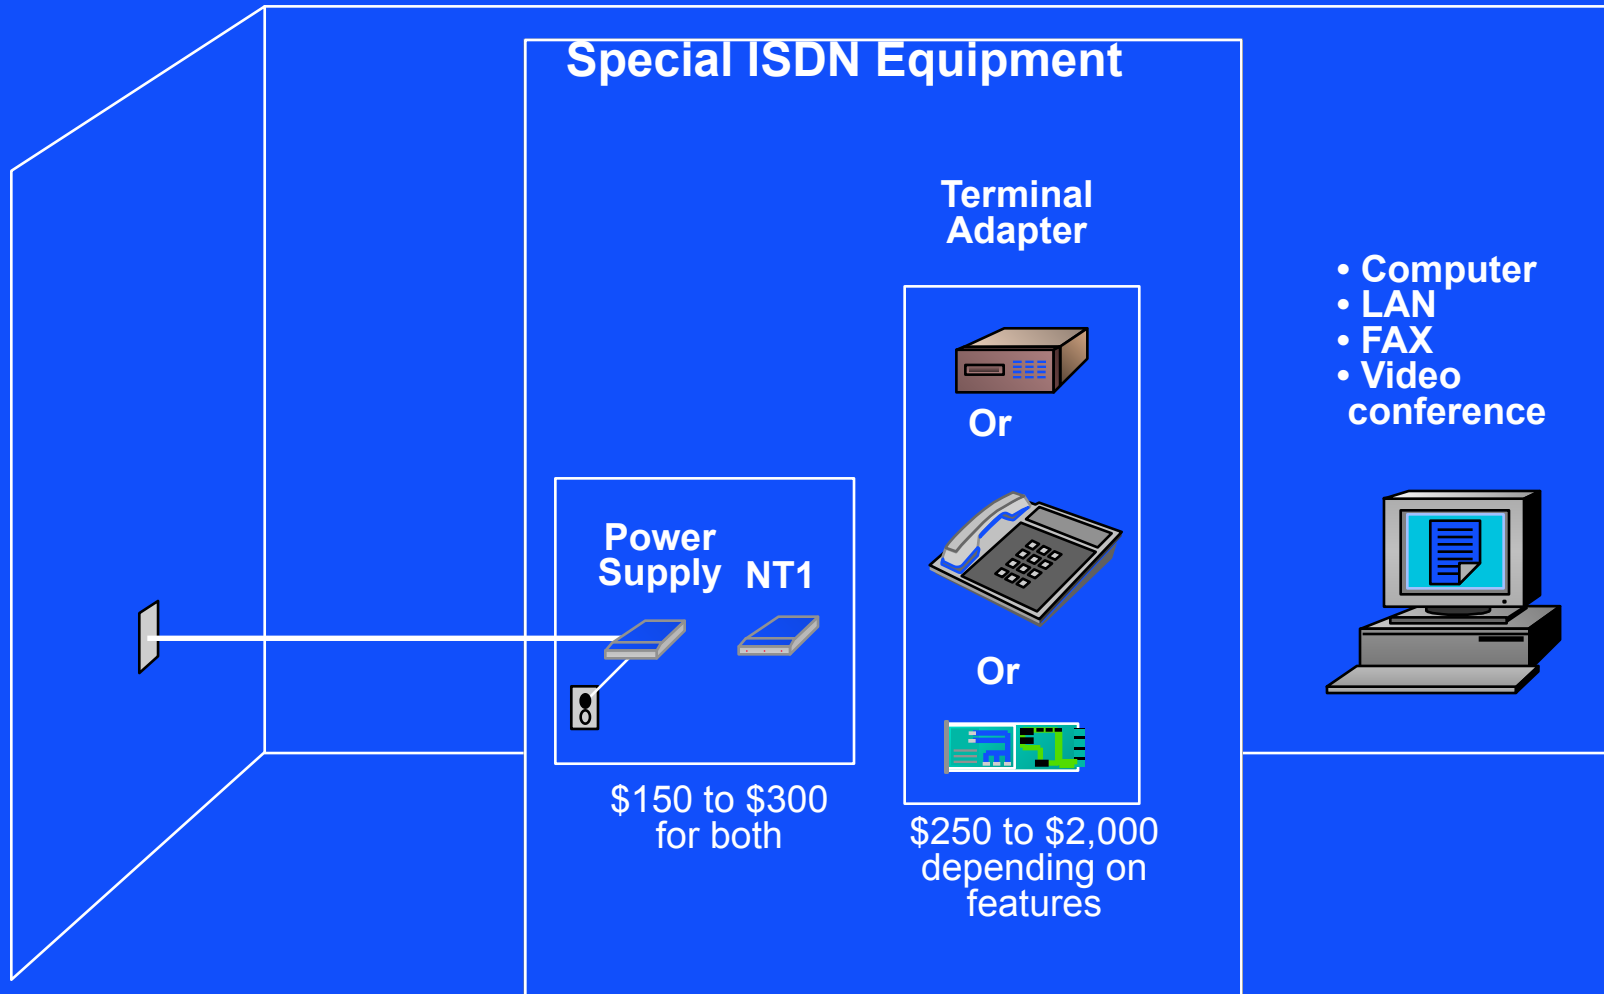 Special ISDN Equipment
Terminal
Adapter
• Computer
• LAN
• FAX
• Video
conference
Or
Power
Supply
NT1
Or
$150 to $300
for both
$250 to $2,000
depending on
features